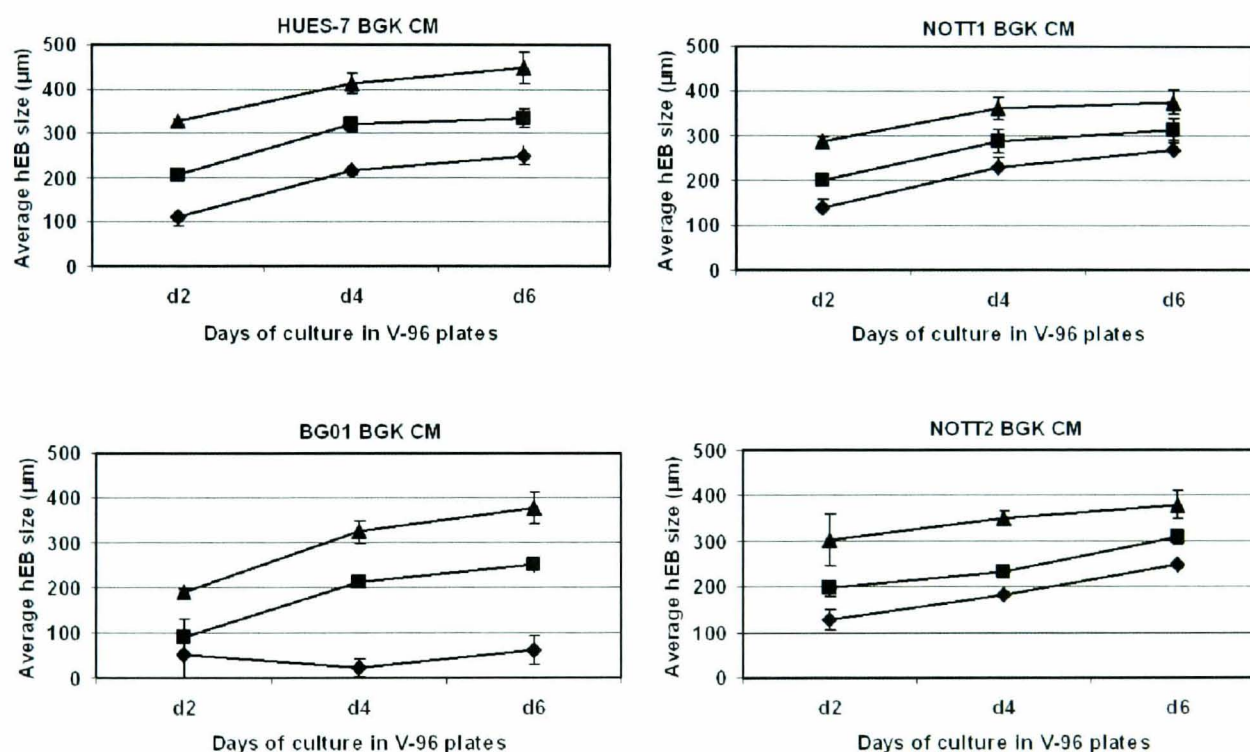 HUES-7 BGK CM
Average hEB size (µm)
500
400
300
200
100
0
d2 d4 d6
Days of culture in V-96 plates
NOTT1 BGK CM
Average hEB size (µm)
500
400
300
200
100
0
d2 d4 d6
Days of culture in V-96 plates
BG01 BGK CM
Average hEB size (µm)
500
400
300
200
100
0
d2 d4 d6
Days of culture in V-96 plates
NOTT2 BGK CM
Average hEB size (µm)
500
400
300
200
100
0
d2 d4 d6
Days of culture in V-96 plates